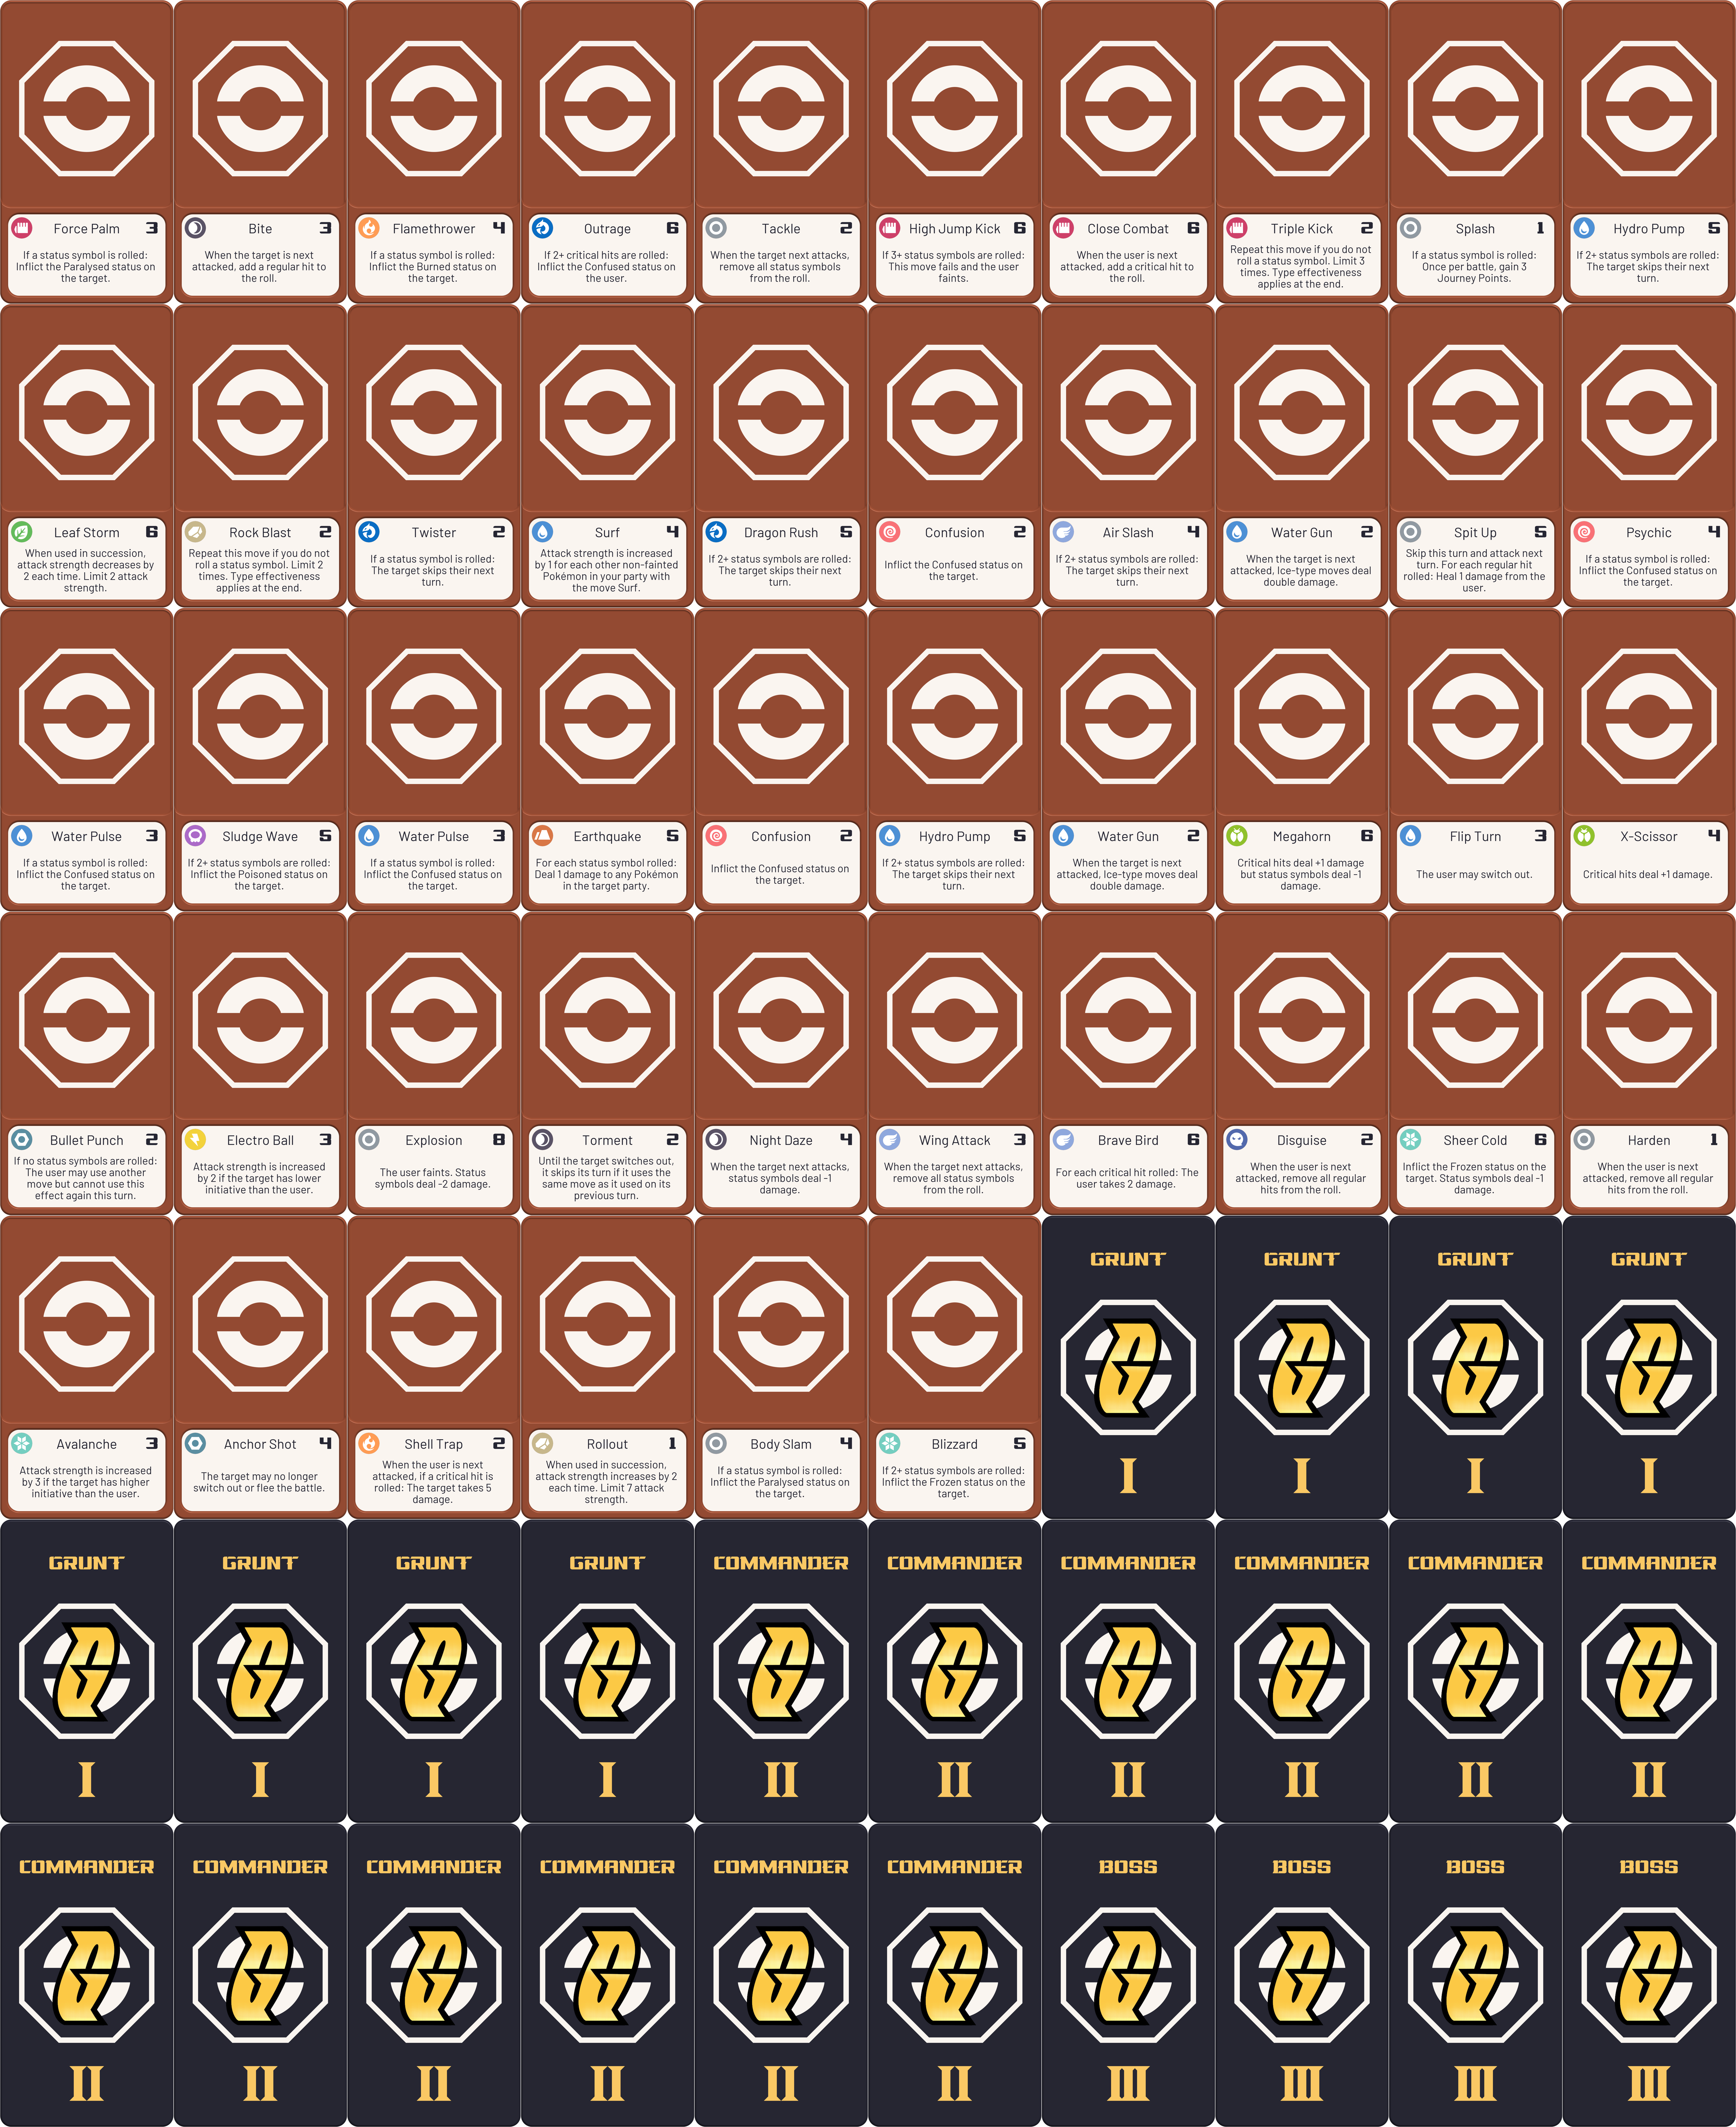 Force Palm 3
If a status symbol is rolled:
Inflict the Paralysed status on
the target.
Bite 3
When the target is next
attacked, add a regular hit to
the roll.
Flamethrower 4
If a status symbol is rolled:
Inflict the Burned status on
the target.
Outrage 6
If 2+ critical hits are rolled:
Inflict the Confused status on
the user.
Tackle 2
When the target next attacks,
remove all status symbols
from the roll.
High Jump Kick 6
If 3+ status symbols are rolled:
This move fails and the user
faints.
Close Combat 6
When the user is next
attacked, add a critical hit to
the roll.
Triple Kick 2
Repeat this move if you do not
roll a status symbol. Limit 3
times. Type effectiveness
applies at the end.
Splash 1
If a status symbol is rolled:
Once per battle, gain 3
Journey Points.
Hydro Pump 5
If 2+ status symbols are rolled:
The target skips their next
turn.
Leaf Storm 6
When used in succession,
attack strength decreases by
2 each time. Limit 2 attack
strength.
Rock Blast 2
Repeat this move if you do not
roll a status symbol. Limit 2
times. Type effectiveness
applies at the end.
Twister 2
If a status symbol is rolled:
The target skips their next
turn.
Surf 4
Attack strength is increased
by 1 for each other non-fainted
Pokémon in your party with
the move Surf.
Dragon Rush 5
If 2+ status symbols are rolled:
The target skips their next
turn.
Confusion 2
Inflict the Confused status on
the target.
Air Slash 4
If 2+ status symbols are rolled:
The target skips their next
turn.
Water Gun 2
When the target is next
attacked, Ice-type moves deal
double damage.
Spit Up 5
Skip this turn and attack next
turn. For each regular hit
rolled: Heal 1 damage from the
user.
Psychic 4
If a status symbol is rolled:
Inflict the Confused status on
the target.
Water Pulse 3
If a status symbol is rolled:
Inflict the Confused status on
the target.
Sludge Wave 5
If 2+ status symbols are rolled:
Inflict the Poisoned status on
the target.
Water Pulse 3
If a status symbol is rolled:
Inflict the Confused status on
the target.
Earthquake 5
For each status symbol rolled:
Deal 1 damage to any Pokémon
in the target party.
Confusion 2
Inflict the Confused status on
the target.
Hydro Pump 5
If 2+ status symbols are rolled:
The target skips their next
turn.
Water Gun 2
When the target is next
attacked, Ice-type moves deal
double damage.
Megahorn 6
Critical hits deal +1 damage
but status symbols deal -1
damage.
Flip Turn 3
The user may switch out.
X-Scissor 4
Critical hits deal +1 damage.
Bullet Punch 2
If no status symbols are rolled:
The user may use another
move but cannot use this
effect again this turn.
Electro Ball 3
Attack strength is increased
by 2 if the target has lower
initiative than the user.
Explosion 8
The user faints. Status
symbols deal -2 damage.
Torment 2
Until the target switches out,
it skips its turn if it uses the
same move as it used on its
previous turn.
Night Daze 4
When the target next attacks,
status symbols deal -1
damage.
Wing Attack 3
When the target next attacks,
remove all status symbols
from the roll.
Brave Bird 6
For each critical hit rolled: The
user takes 2 damage.
Disguise 2
When the user is next
attacked, remove all regular
hits from the roll.
Sheer Cold 6
Inflict the Frozen status on the
target. Status symbols deal -1
damage.
Harden 1
When the user is next
attacked, remove all regular
hits from the roll.
Avalanche 3
Attack strength is increased
by 3 if the target has higher
initiative than the user.
Anchor Shot 4
The target may no longer
switch out or flee the battle.
Shell Trap 2
When the user is next
attacked, if a critical hit is
rolled: The target takes 5
damage.
Rollout 1
When used in succession,
attack strength increases by 2
each time. Limit 7 attack
strength.
Body Slam 4
If a status symbol is rolled:
Inflict the Paralysed status on
the target.
Blizzard 5
If 2+ status symbols are rolled:
Inflict the Frozen status on the
target.
GRUNT
I
GRUNT
I
GRUNT
I
GRUNT
I
GRUNT
I
GRUNT
I
GRUNT
I
GRUNT
I
COMMANDER
II
COMMANDER
II
COMMANDER
II
COMMANDER
II
COMMANDER
II
COMMANDER
II
COMMANDER
II
COMMANDER
II
COMMANDER
II
COMMANDER
II
COMMANDER
II
COMMANDER
II
BOSS
III
BOSS
III
BOSS
III
BOSS
III